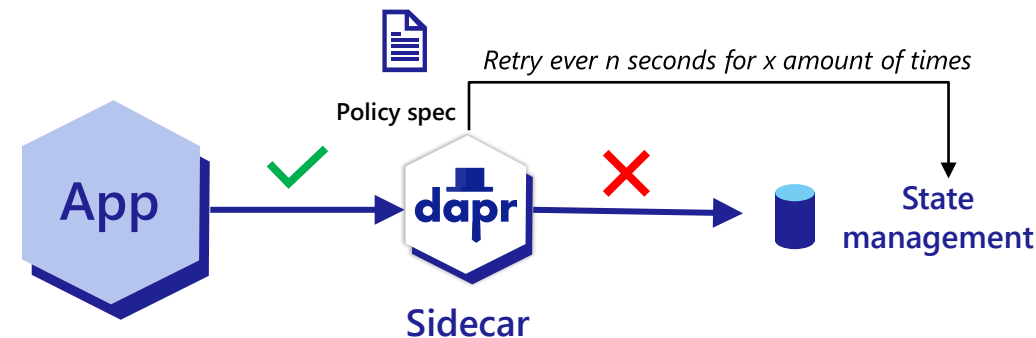 Retry ever n seconds for x amount of times
Policy spec
App
dapr
State
management
Sidecar